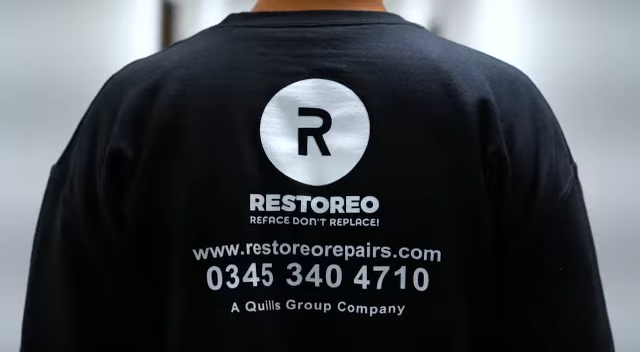 R
RESTOREO
REFACE DON'T REPLACE!
www.restoreorepairs.com
0345 340 4710
A Quills Group Company